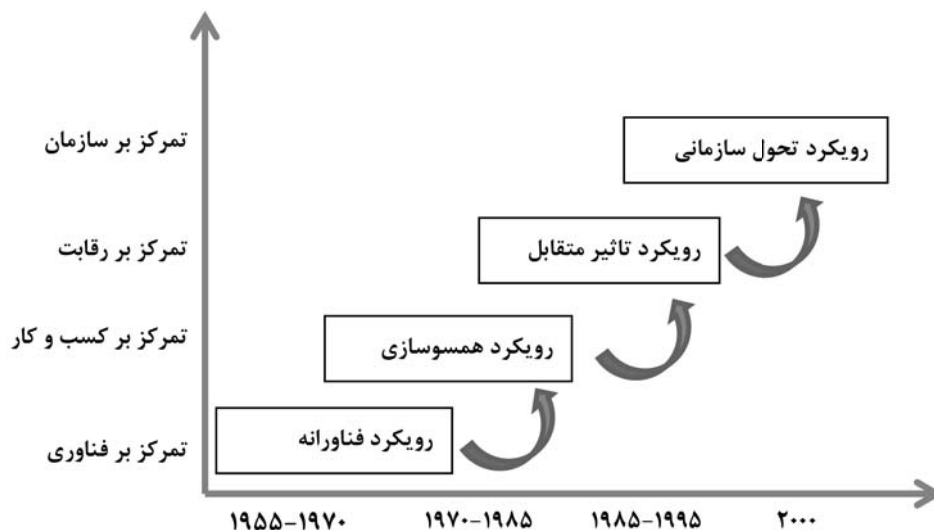 تمرکز بر سازمان
رویکرد تحول سازمانی
تمرکز بر رقابت
رویکرد تاثیر متقابل
تمرکز بر کسب و کار
رویکرد همسوسازی
تمرکز بر فناوری
رویکرد فناورانه
۱۹۵۵-۱۹۷۰
۱۹۷۰-۱۹۸۵
۱۹۸۵-۱۹۹۵
۲۰۰۰